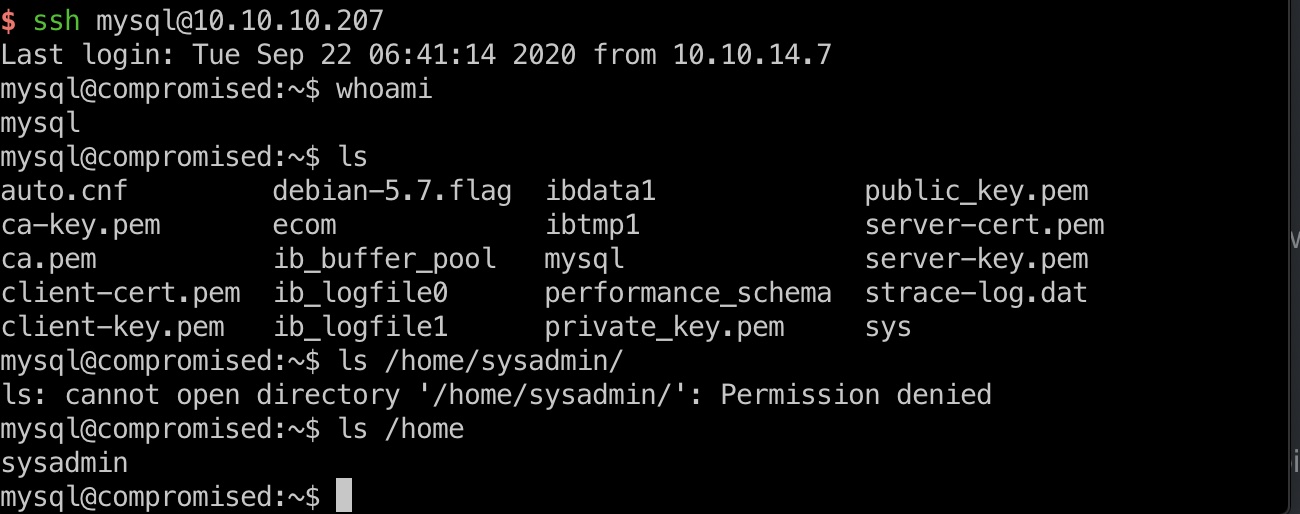 $ ssh mysql@10.10.10.207
Last login: Tue Sep 22 06:41:14 2020 from 10.10.14.7
mysql@compromised:~$ whoami
mysql
mysql@compromised:~$ ls
auto.cnf         debian-5.7.flag  ibdata1             public_key.pem
ca-key.pem       ecom             ibtmp1              server-cert.pem
ca.pem           ib_buffer_pool   mysql               server-key.pem
client-cert.pem  ib_logfile0      performance_schema  strace-log.dat
client-key.pem   ib_logfile1      private_key.pem     sys
mysql@compromised:~$ ls /home/sysadmin/
ls: cannot open directory '/home/sysadmin/': Permission denied
mysql@compromised:~$ ls /home
sysadmin
mysql@compromised:~$